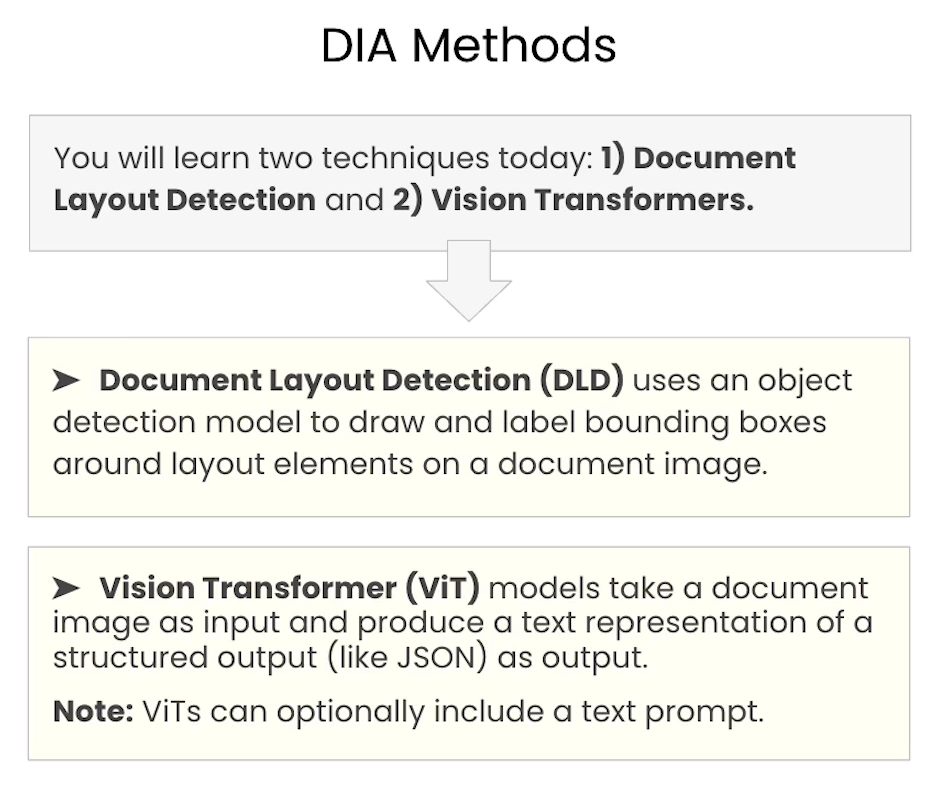 DIA Methods
You will learn two techniques today: 1) Document
Layout Detection and 2) Vision Transformers.
➤ Document Layout Detection (DLD) uses an object
detection model to draw and label bounding boxes
around layout elements on a document image.
➤ Vision Transformer (ViT) models take a document
image as input and produce a text representation of a
structured output (like JSON) as output.
Note: ViTs can optionally include a text prompt.